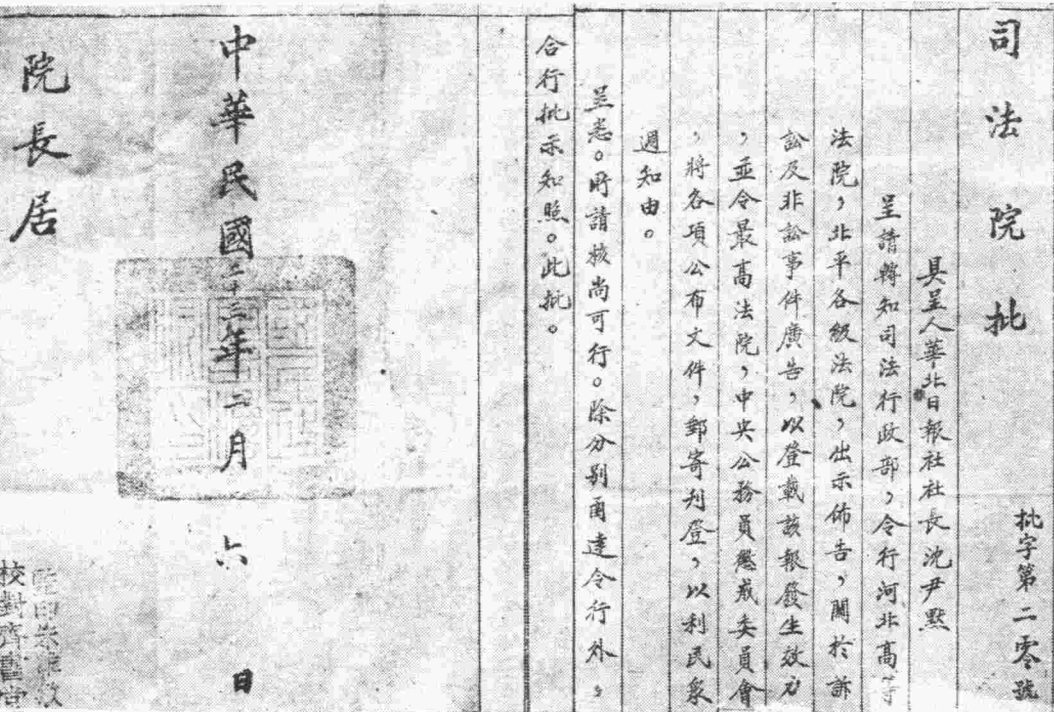 司法院批
批字第二零號
具呈人華北日報社社長沈尹默
呈請轉知司法行政部，令行河北高等
法院，北平各級法院，出示佈告，關於訴
訟及非訟事件廣告，以登載該報發生效力
，並令最高法院，中央公務員懲戒委員會
，將各項公布文件，郵寄刊登，以利民衆
週知由。
呈悉。所請核尚可行。除分別函達令行外，
合行批示知照。此批。
中華民國二十三年二月六日
院長居
校對齊